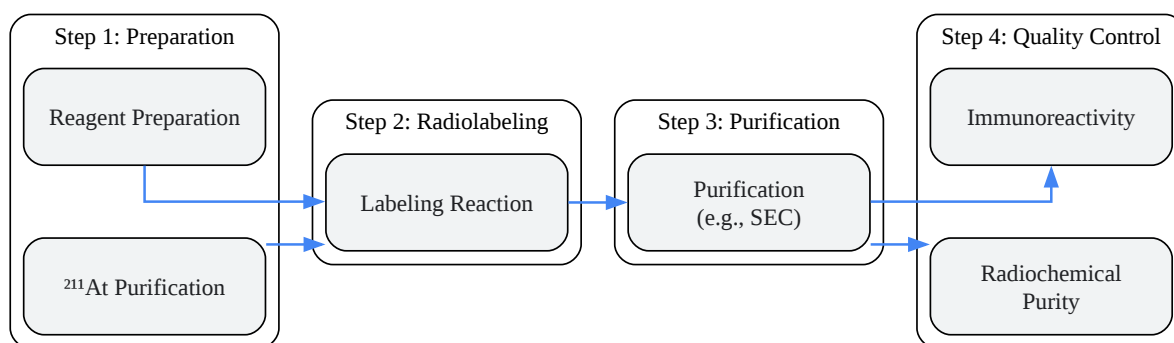 Step 1: Preparation
Reagent Preparation
²¹¹At Purification
Step 2: Radiolabeling
Labeling Reaction
Step 3: Purification
Purification
(e.g., SEC)
Step 4: Quality Control
Immunoreactivity
Radiochemical
Purity